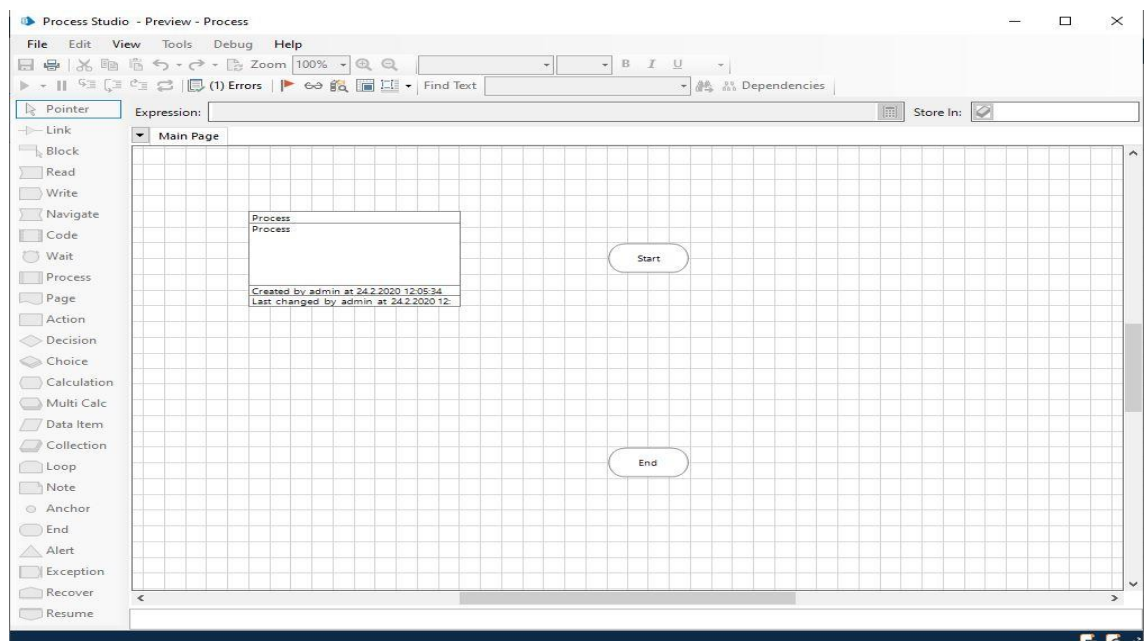 Process Studio - Preview - Process
File Edit View Tools Debug Help
Zoom 100% B I U
(1) Errors Find Text Dependencies
Pointer
Expression: Store In:
Link
Main Page
Block
Read
Write
Navigate
Code
Wait
Process
Page
Action
Decision
Choice
Calculation
Multi Calc
Data Item
Collection
Loop
Note
Anchor
End
Alert
Exception
Recover
Resume
Process
Process
Created by admin at 24.2.2020 12:05:34
Last changed by admin at 24.2.2020 12:
Start
End